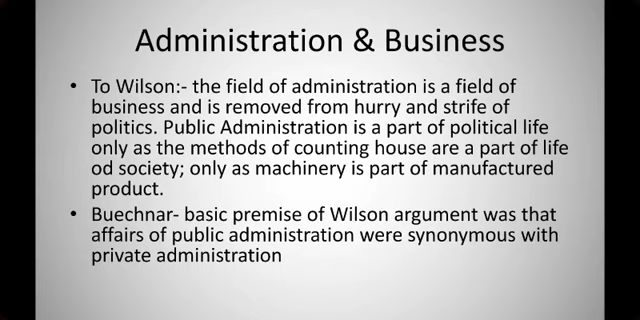 Administration & Business
• To Wilson:- the field of administration is a field of
business and is removed from hurry and strife of
politics. Public Administration is a part of political life
only as the methods of counting house are a part of life
od society; only as machinery is part of manufactured
product.
• Buechnar- basic premise of Wilson argument was that
affairs of public administration were synonymous with
private administration